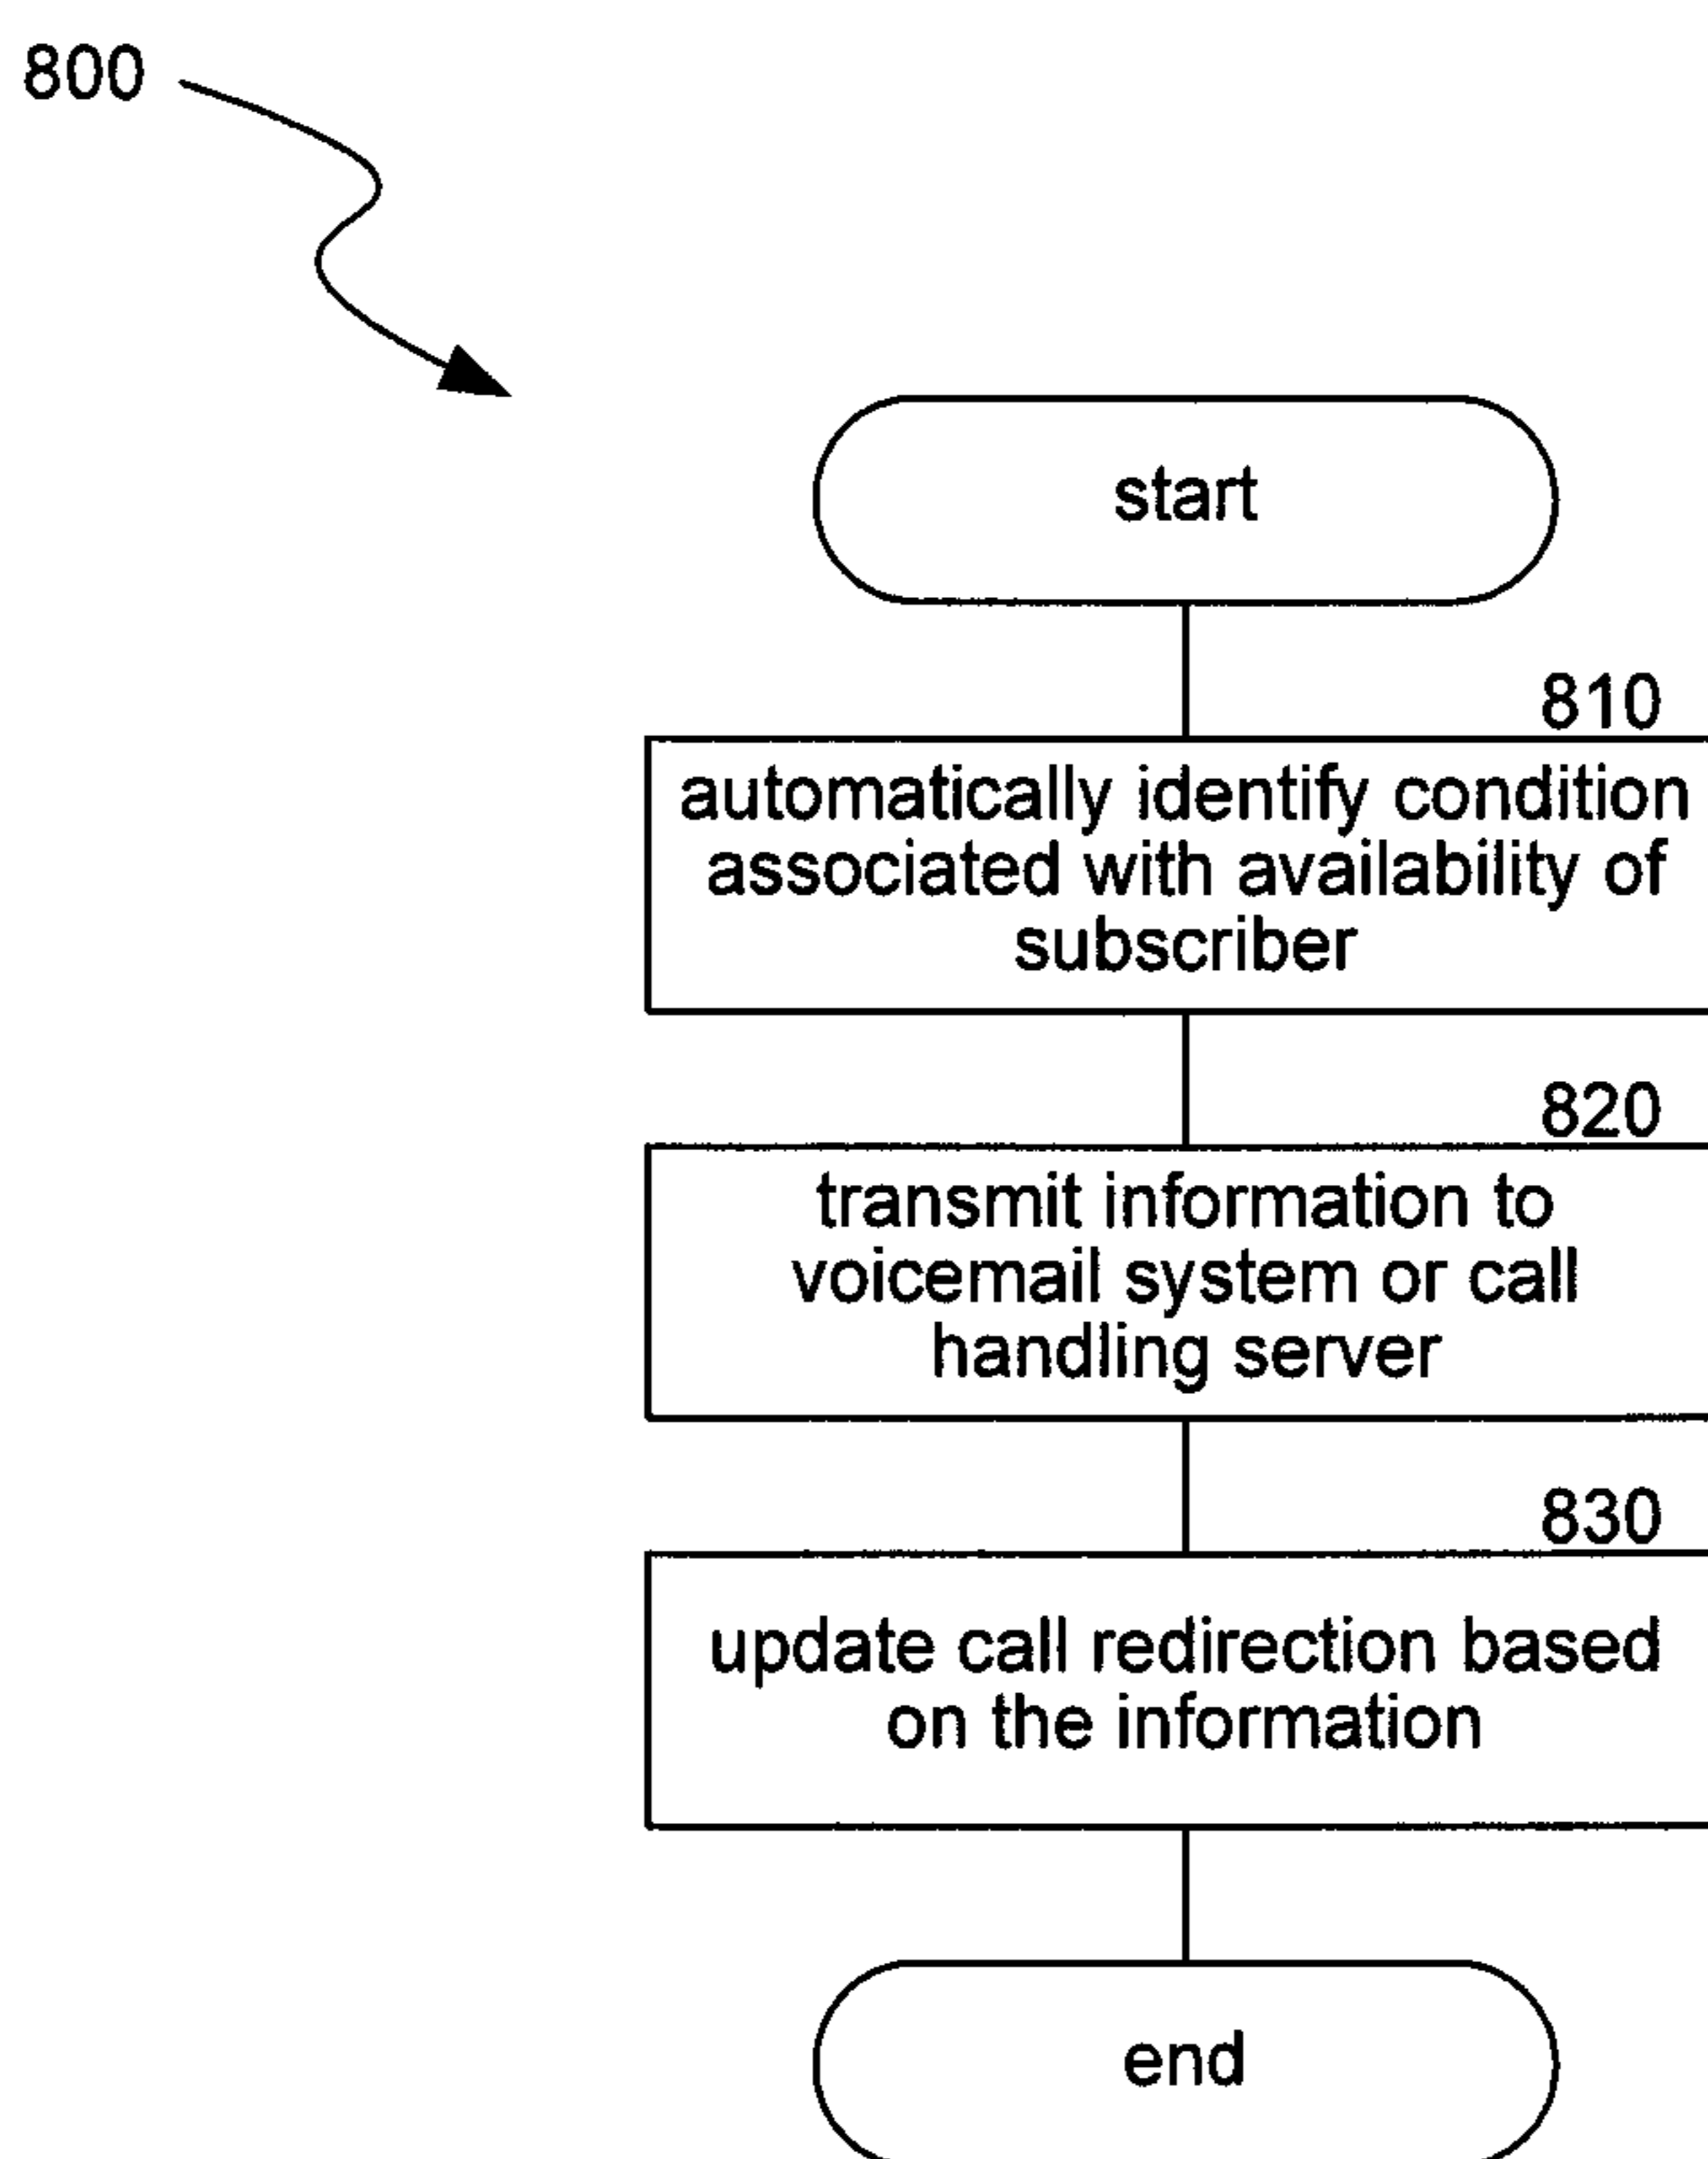 800
start
810
automatically identify condition
associated with availability of
subscriber
820
transmit information to
voicemail system or call
handling server
830
update call redirection based
on the information
end